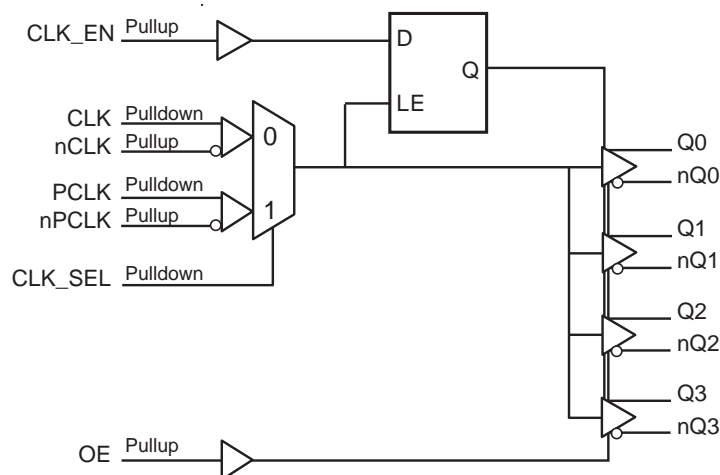 CLK_EN Pullup
D
Q
LE
CLK Pulldown
nCLK Pullup
0
PCLK Pulldown
nPCLK Pullup
1
CLK_SEL Pulldown
Q0
nQ0
Q1
nQ1
Q2
nQ2
Q3
nQ3
OE Pullup